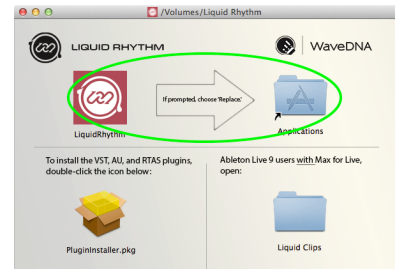 /Volumes/Liquid Rhythm
LIQUID RHYTHM
WaveDNA
If prompted, choose 'Replace.'
LiquidRhythm
Applications
To install the VST, AU, and RTAS plugins,
double-click the icon below:
Ableton Live 9 users with Max for Live,
open:
PluginInstaller.pkg
Liquid Clips